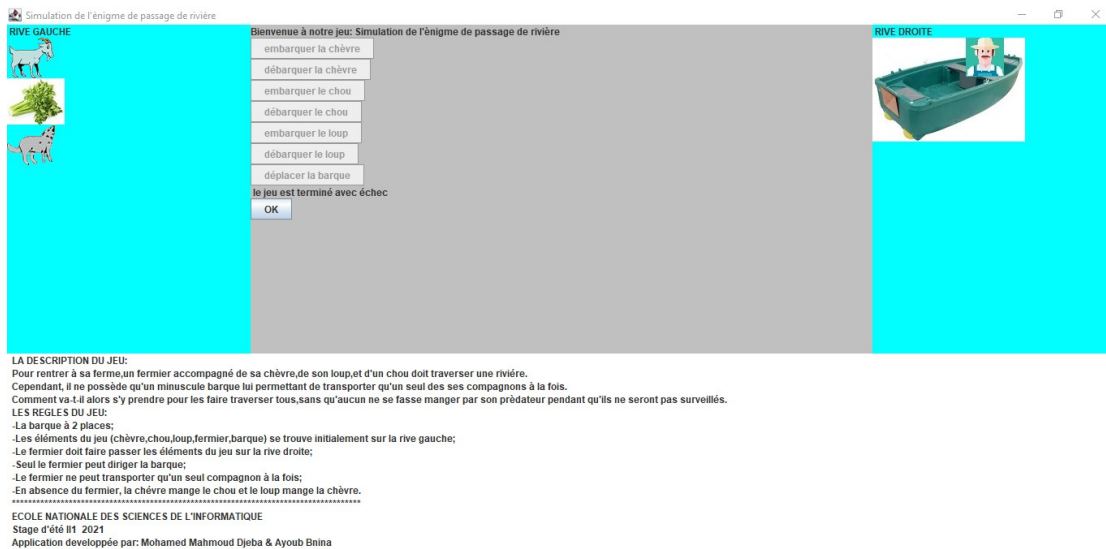 Simulation de l'ènigme de passage de rivière
RIVE GAUCHE
Bienvenue à notre jeu: Simulation de l'ènigme de passage de rivière
RIVE DROITE
embarquer la chèvre
débarquer la chèvre
embarquer le chou
débarquer le chou
embarquer le loup
débarquer le loup
déplacer la barque
le jeu est terminé avec échec
OK
LA DESCRIPTION DU JEU:
Pour rentrer à sa ferme,un fermier accompagné de sa chèvre,de son loup,et d'un chou doit traverser une riviére.
Cependant, il ne possède qu'un minuscule barque lui permettant de transporter qu'un seul des ses compagnons à la fois.
Comment va-t-il alors s'y prendre pour les faire traverser tous,sans qu'aucun ne se fasse manger par son prèdateur pendant qu'ils ne seront pas surveillés.
LES REGLES DU JEU:
-La barque à 2 places;
-Les éléments du jeu (chèvre,chou,loup,fermier,barque) se trouve initialement sur la rive gauche;
-Le fermier doit faire passer les éléments du jeu sur la rive droite;
-Seul le fermier peut diriger la barque;
-Le fermier ne peut transporter qu'un seul compagnon à la fois;
-En absence du fermier, la chévre mange le chou et le loup mange la chèvre.
************************************************************************************
ECOLE NATIONALE DES SCIENCES DE L'INFORMATIQUE
Stage d'été II1 2021
Application developpée par: Mohamed Mahmoud Djeba & Ayoub Bnina